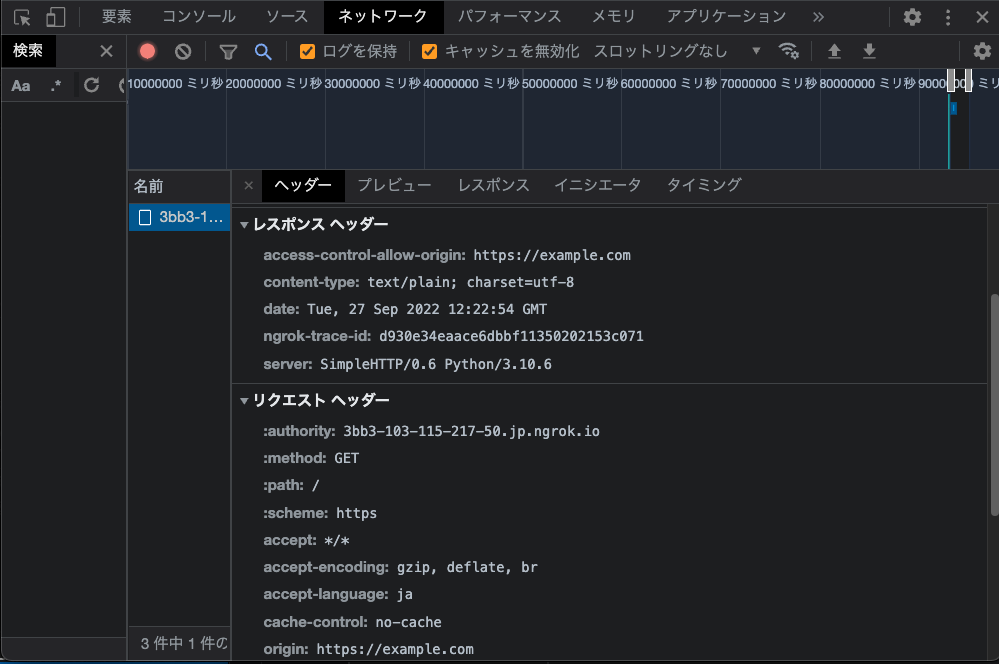 要素 コンソール ソース ネットワーク パフォーマンス メモリ アプリケーション »
検索 ログを保持 キャッシュを無効化 スロットリングなし
Aa .*
10000000 ミリ秒 20000000 ミリ秒 30000000 ミリ秒 40000000 ミリ秒 50000000 ミリ秒 60000000 ミリ秒 70000000 ミリ秒 80000000 ミリ秒
名前 ヘッダー プレビュー レスポンス イニシエータ タイミング
3bb3-1...
レスポンス ヘッダー
access-control-allow-origin: https://example.com
content-type: text/plain; charset=utf-8
date: Tue, 27 Sep 2022 12:22:54 GMT
ngrok-trace-id: d930e34eaace6dbbf11350202153c071
server: SimpleHTTP/0.6 Python/3.10.6
リクエスト ヘッダー
:authority: 3bb3-103-115-217-50.jp.ngrok.io
:method: GET
:path: /
:scheme: https
accept: */*
accept-encoding: gzip, deflate, br
accept-language: ja
cache-control: no-cache
3 件中 1 件の
origin: https://example.com